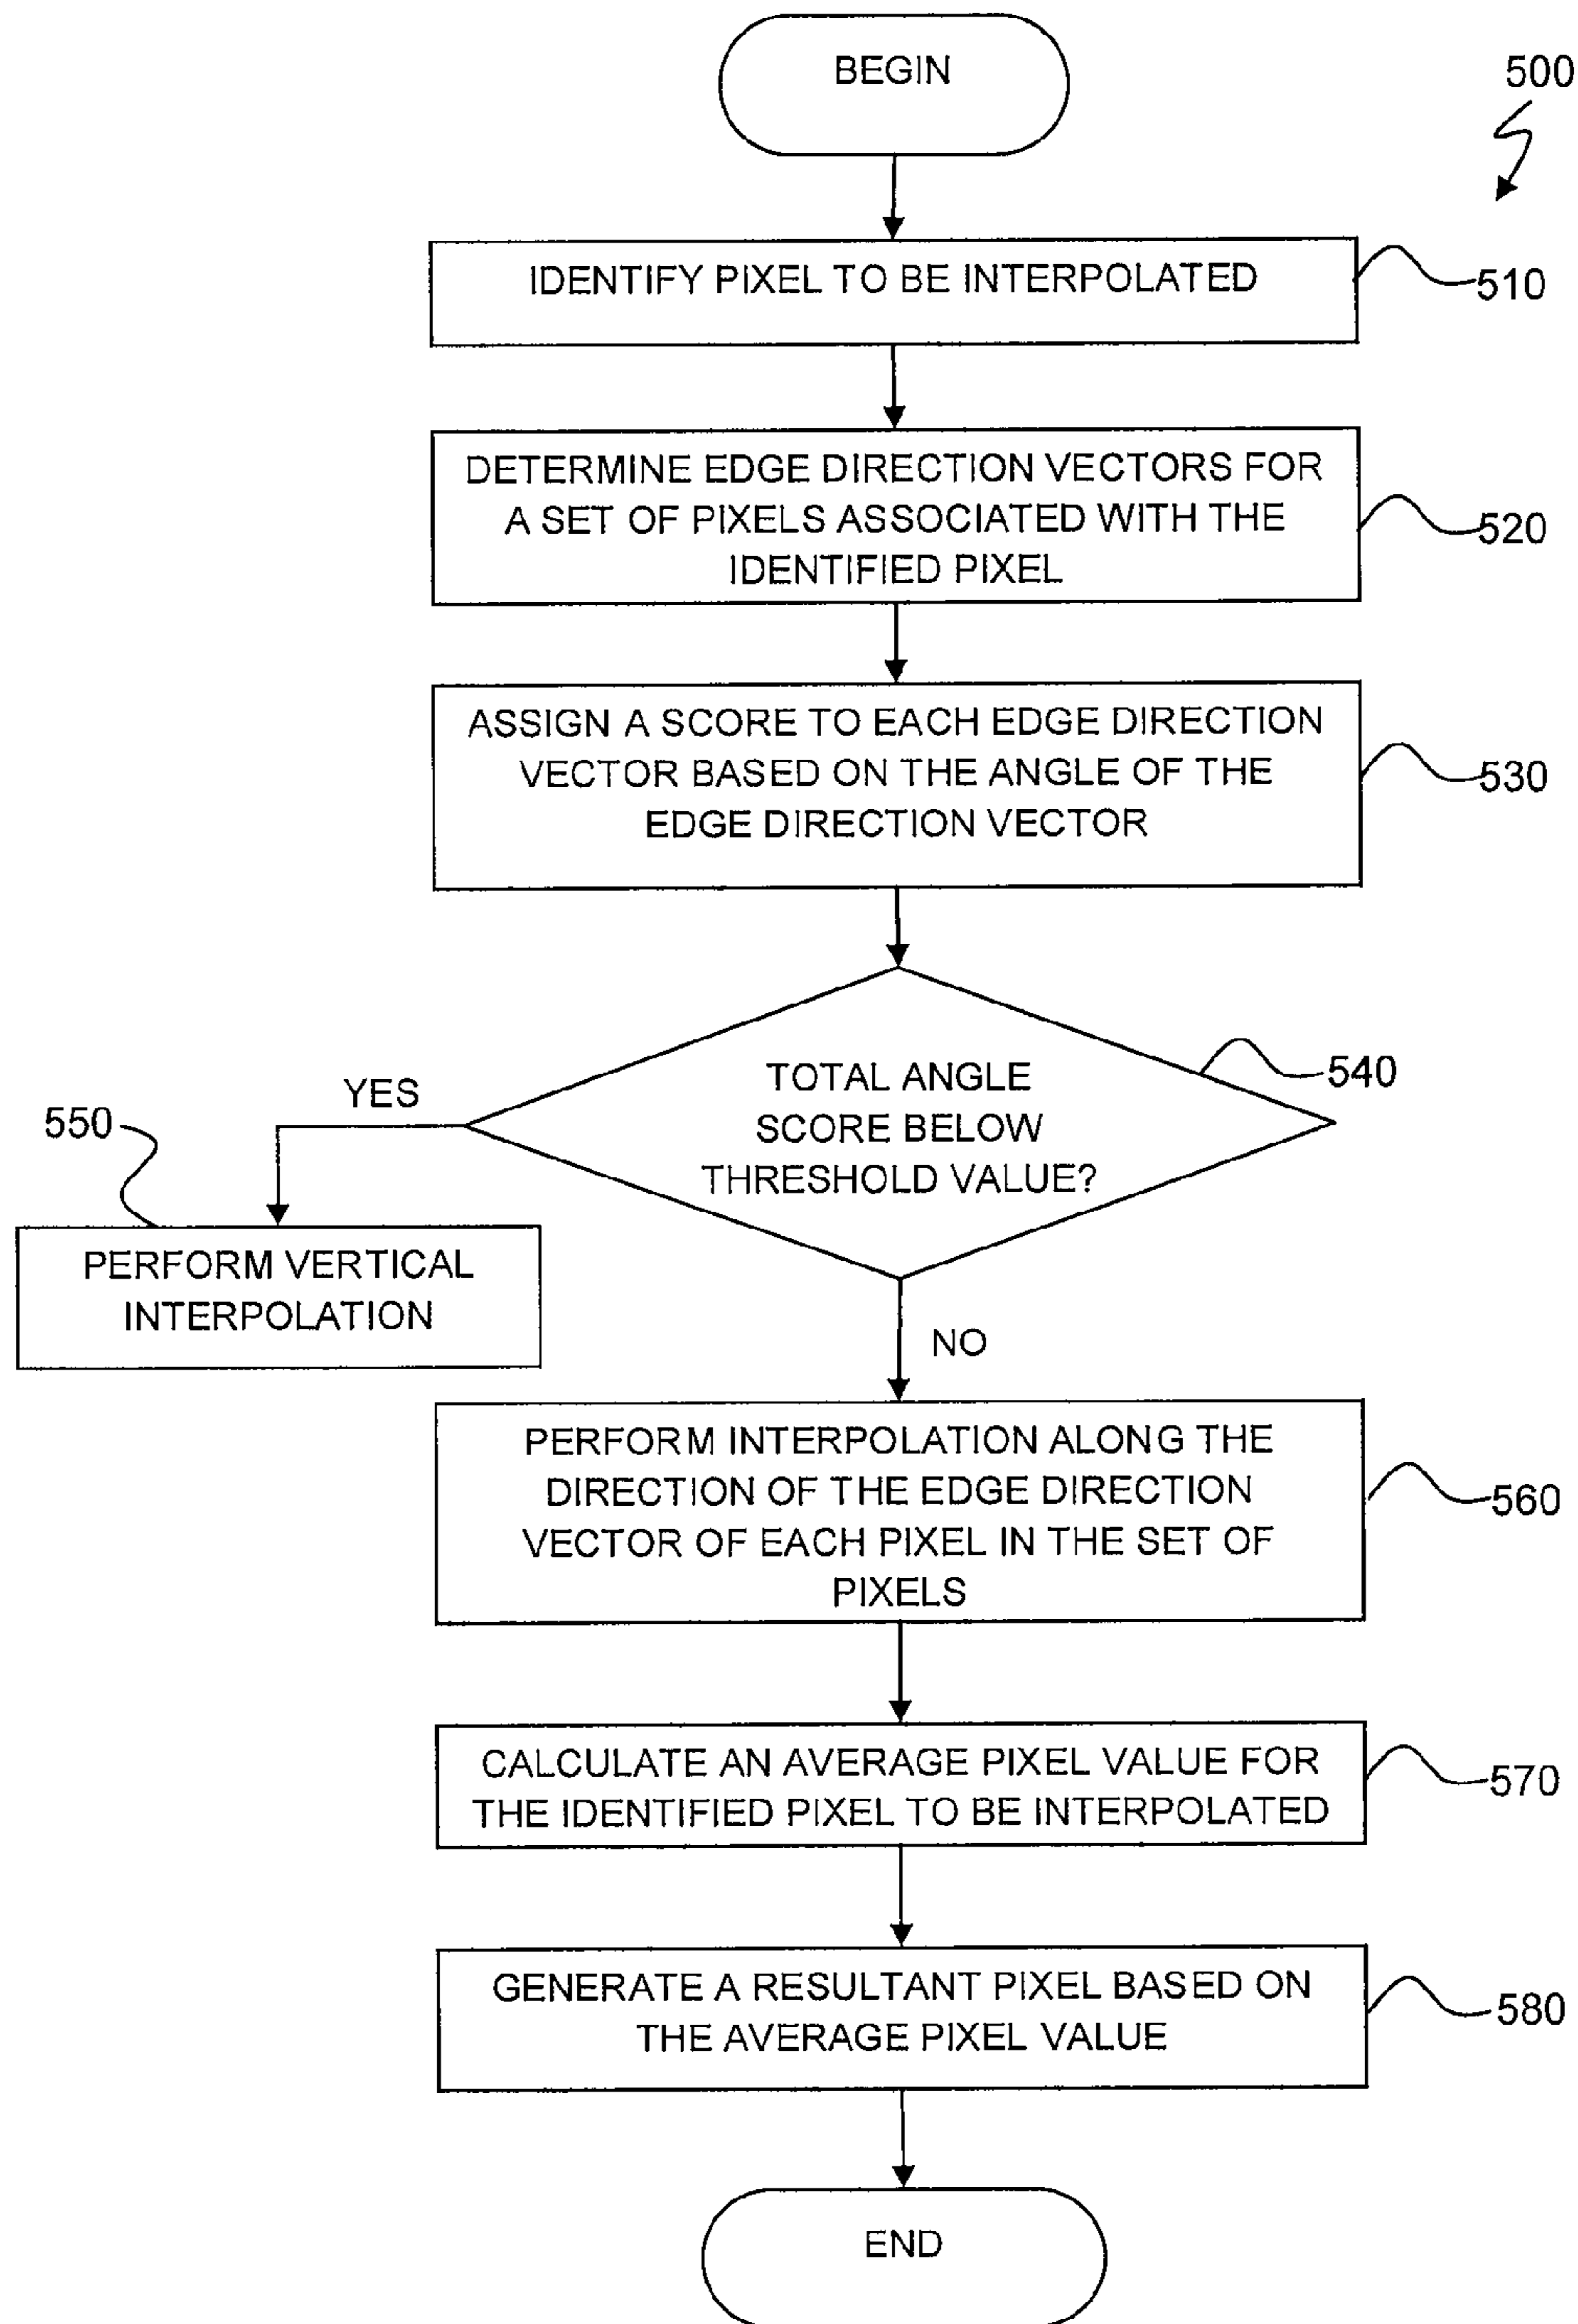 BEGIN
500
IDENTIFY PIXEL TO BE INTERPOLATED
510
DETERMINE EDGE DIRECTION VECTORS FOR
A SET OF PIXELS ASSOCIATED WITH THE
IDENTIFIED PIXEL
520
ASSIGN A SCORE TO EACH EDGE DIRECTION
VECTOR BASED ON THE ANGLE OF THE
EDGE DIRECTION VECTOR
530
TOTAL ANGLE
SCORE BELOW
THRESHOLD VALUE?
540
YES
550
PERFORM VERTICAL
INTERPOLATION
NO
PERFORM INTERPOLATION ALONG THE
DIRECTION OF THE EDGE DIRECTION
VECTOR OF EACH PIXEL IN THE SET OF
PIXELS
560
CALCULATE AN AVERAGE PIXEL VALUE FOR
THE IDENTIFIED PIXEL TO BE INTERPOLATED
570
GENERATE A RESULTANT PIXEL BASED ON
THE AVERAGE PIXEL VALUE
580
END